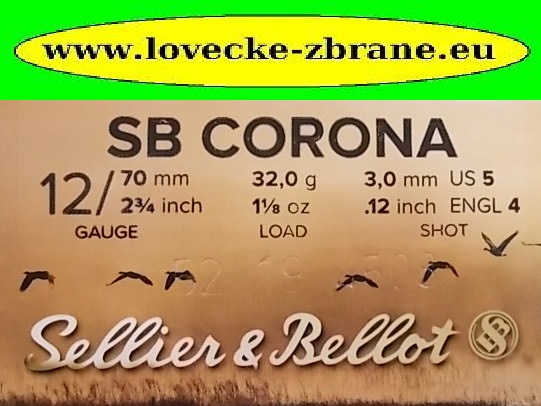 www.lovecke-zbrane.eu
SB CORONA
12/ 70 mm 32,0 g 3,0 mm US 5
2¾ inch 1⅛ oz .12 inch ENGL 4
GAUGE LOAD SHOT
Sellier & Bellot SB